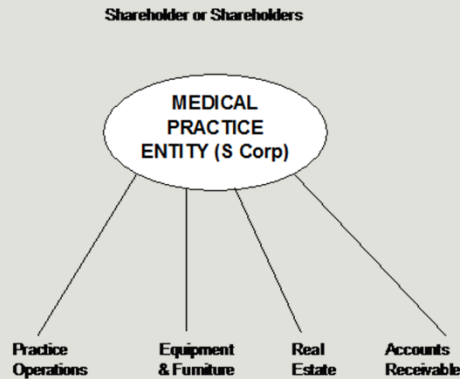 Shareholder or Shareholders
MEDICAL
PRACTICE
ENTITY (S Corp)
Practice
Operations
Equipment
& Furniture
Real
Estate
Accounts
Receivable